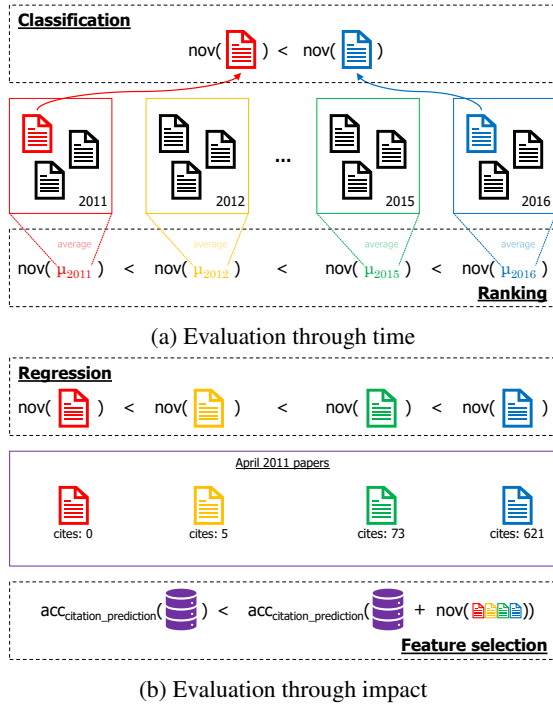 Classification
nov( ) < nov( )
2011 2012 ... 2015 2016
average average average average
nov( µ2011 ) < nov( µ2012 ) < nov( µ2015 ) < nov( µ2016 )
Ranking
(a) Evaluation through time
Regression
nov( ) < nov( ) < nov( ) < nov( )
April 2011 papers
cites: 0 cites: 5 cites: 73 cites: 621
acccitation_prediction( ) < acccitation_prediction( + nov( ))
Feature selection
(b) Evaluation through impact